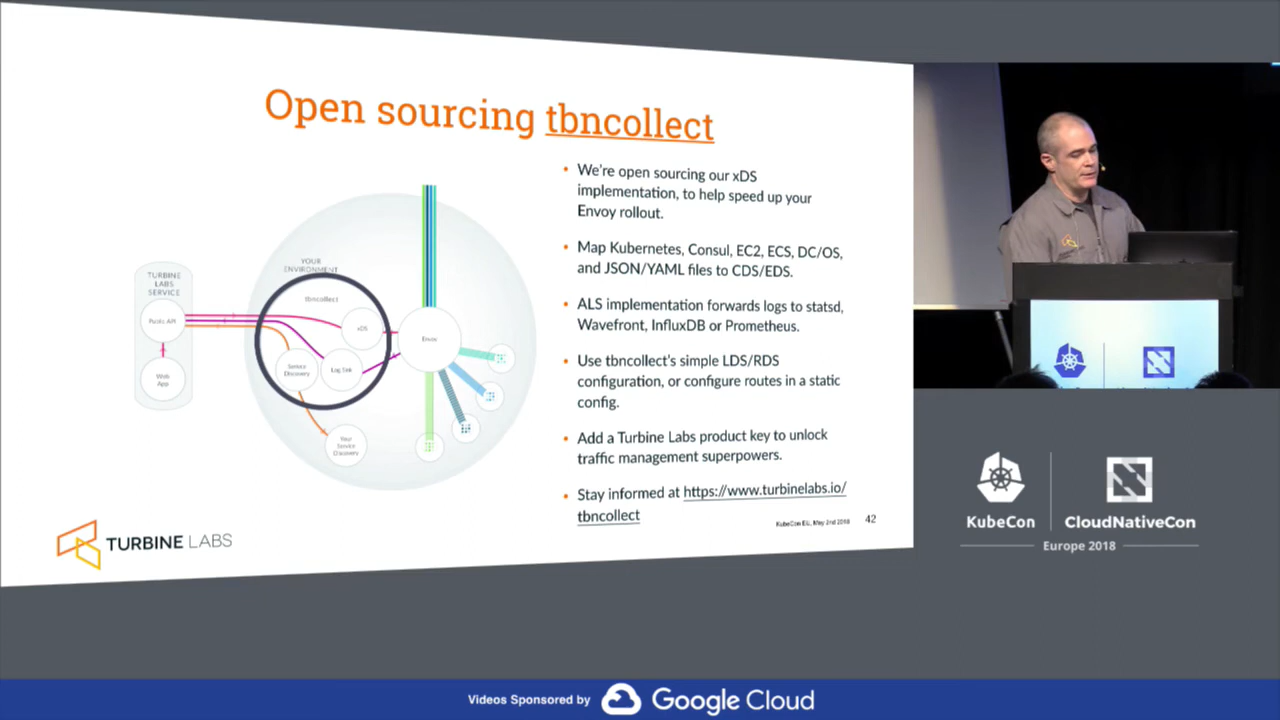 Open sourcing tbncollect
• We're open sourcing our xDS
implementation, to help speed up your
Envoy rollout.
• Map Kubernetes, Consul, EC2, ECS, DC/OS,
and JSON/YAML files to CDS/EDS.
• ALS implementation forwards logs to statsd,
Wavefront, InfluxDB or Prometheus.
• Use tbncollect's simple LDS/RDS
configuration, or configure routes in a static
config.
• Add a Turbine Labs product key to unlock
traffic management superpowers.
• Stay informed at https://www.turbinelabs.io/
tbncollect
TURBINE
LABS
SERVICE
Public API
Web
App
YOUR
ENVIRONMENT
tbncollect
xDS
Service
Discovery
Log Sink
Envoy
Your
Service
Discovery
TURBINE LABS
KubeCon EU, May 2nd 2018
42
KubeCon
CloudNativeCon
Europe 2018
Videos Sponsored by
Google Cloud